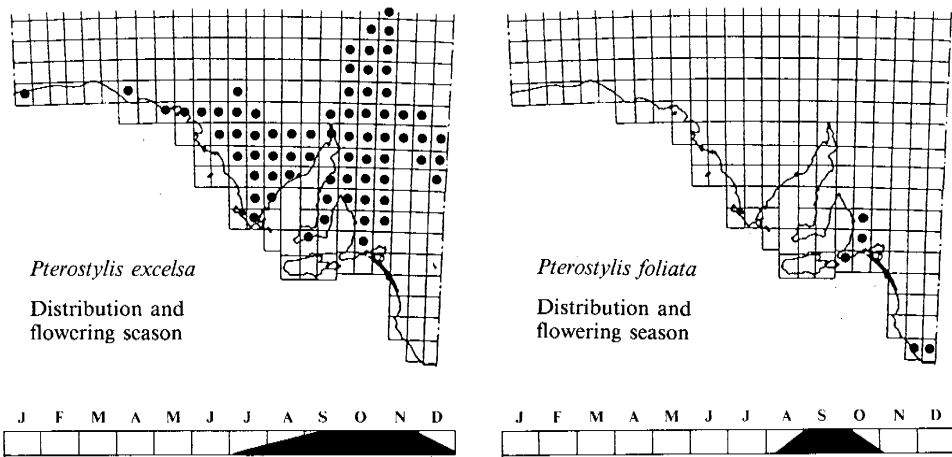 Pterostylis excelsa
Distribution and
flowering season
J F M A M J J A S O N D
Pterostylis foliata
Distribution and
flowering season
J F M A M J J A S O N D